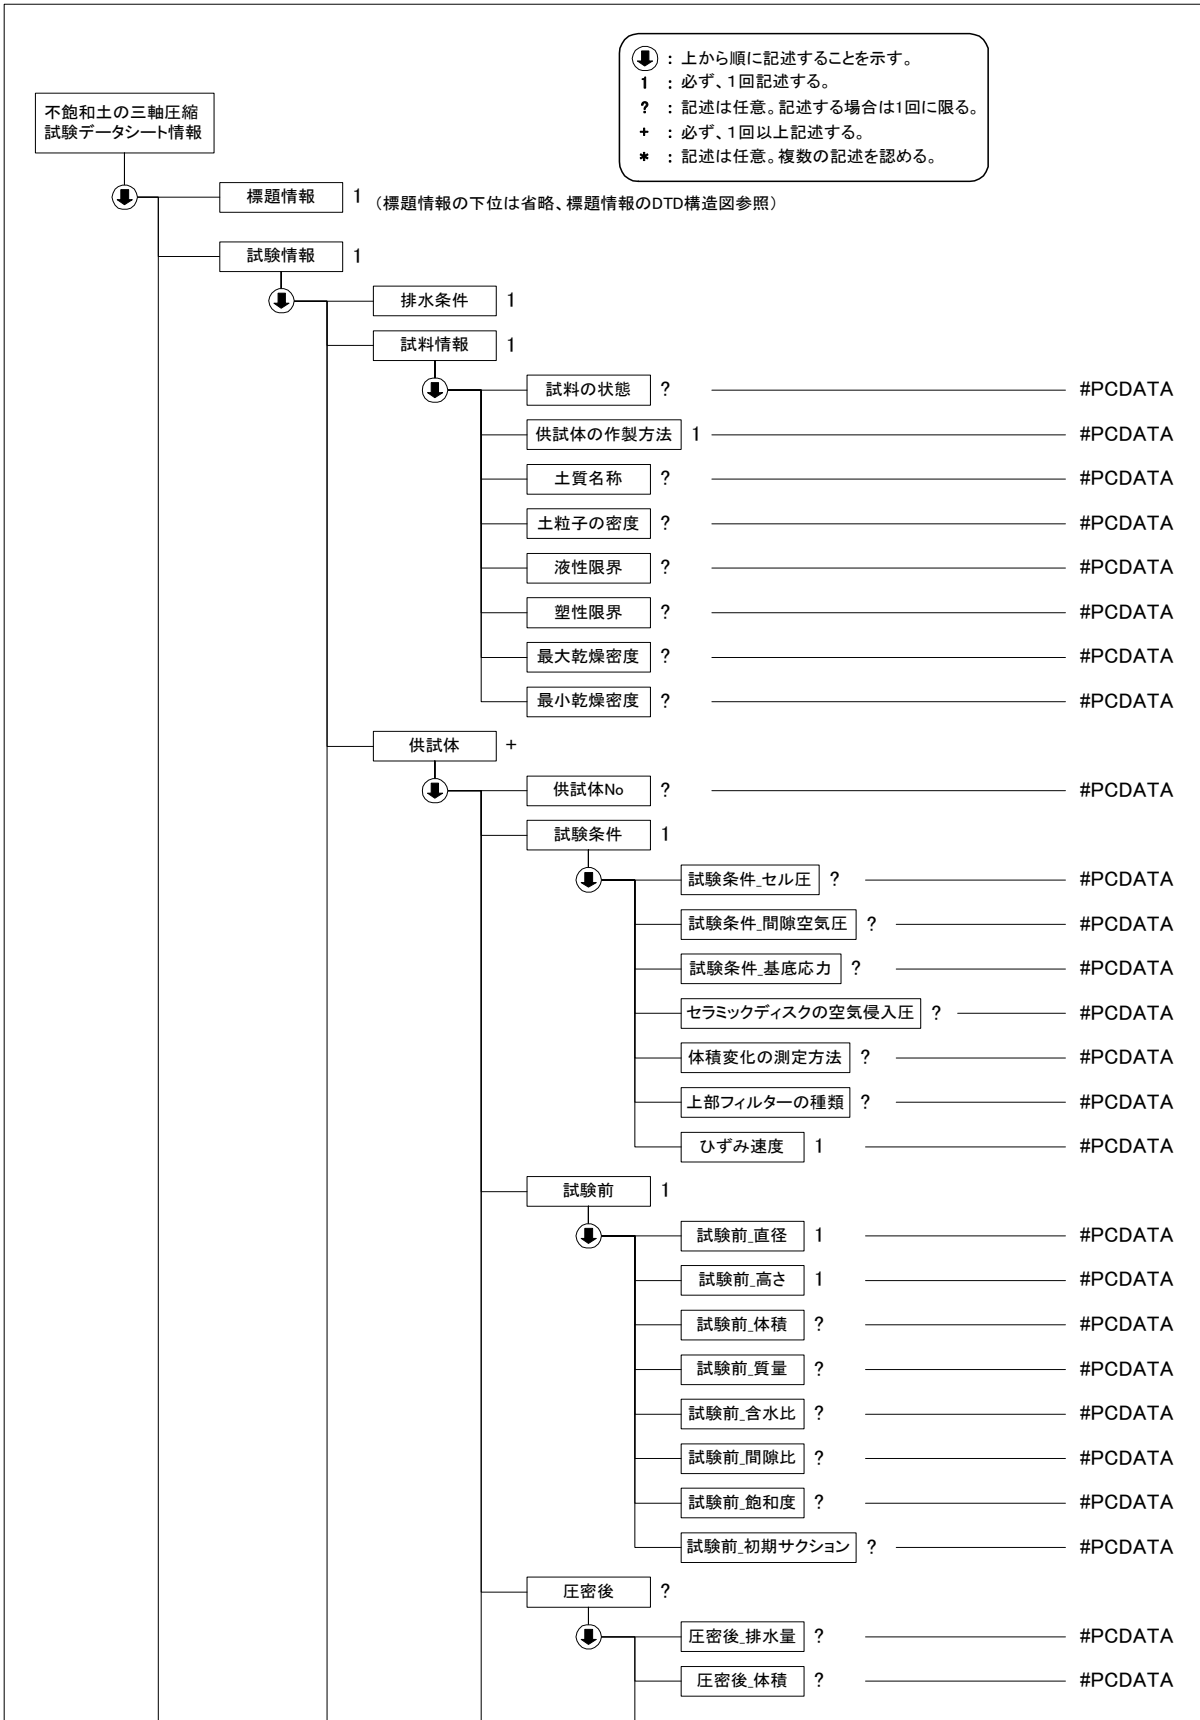 ： 上から順に記述することを示す。
1 ： 必ず、1回記述する。
? ： 記述は任意。記述する場合は1回に限る。
+ ： 必ず、1回以上記述する。
* ： 記述は任意。複数の記述を認める。
不飽和土の三軸圧縮
試験データシート情報
標題情報 1 （標題情報の下位は省略、標題情報のDTD構造図参照）
試験情報 1
排水条件 1
試料情報 1
試料の状態 ? #PCDATA
供試体の作製方法 1 #PCDATA
土質名称 ? #PCDATA
土粒子の密度 ? #PCDATA
液性限界 ? #PCDATA
塑性限界 ? #PCDATA
最大乾燥密度 ? #PCDATA
最小乾燥密度 ? #PCDATA
供試体 +
供試体No ? #PCDATA
試験条件 1
試験条件_セル圧 ? #PCDATA
試験条件_間隙空気圧 ? #PCDATA
試験条件_基底応力 ? #PCDATA
セラミックディスクの空気侵入圧 ? #PCDATA
体積変化の測定方法 ? #PCDATA
上部フィルターの種類 ? #PCDATA
ひずみ速度 1 #PCDATA
試験前 1
試験前_直径 1 #PCDATA
試験前_高さ 1 #PCDATA
試験前_体積 ? #PCDATA
試験前_質量 ? #PCDATA
試験前_含水比 ? #PCDATA
試験前_間隙比 ? #PCDATA
試験前_飽和度 ? #PCDATA
試験前_初期サクション ? #PCDATA
圧密後 ?
圧密後_排水量 ? #PCDATA
圧密後_体積 ? #PCDATA